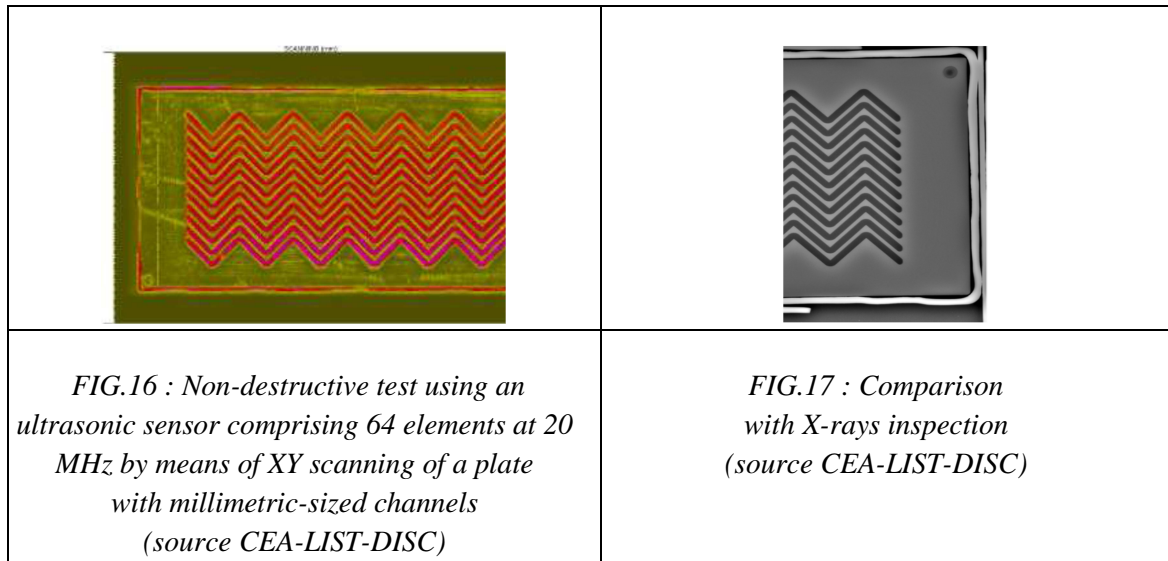 SCANNING (mm)
FIG.16 : Non-destructive test using an
ultrasonic sensor comprising 64 elements at 20
MHz by means of XY scanning of a plate
with millimetric-sized channels
(source CEA-LIST-DISC)
FIG.17 : Comparison
with X-rays inspection
(source CEA-LIST-DISC)